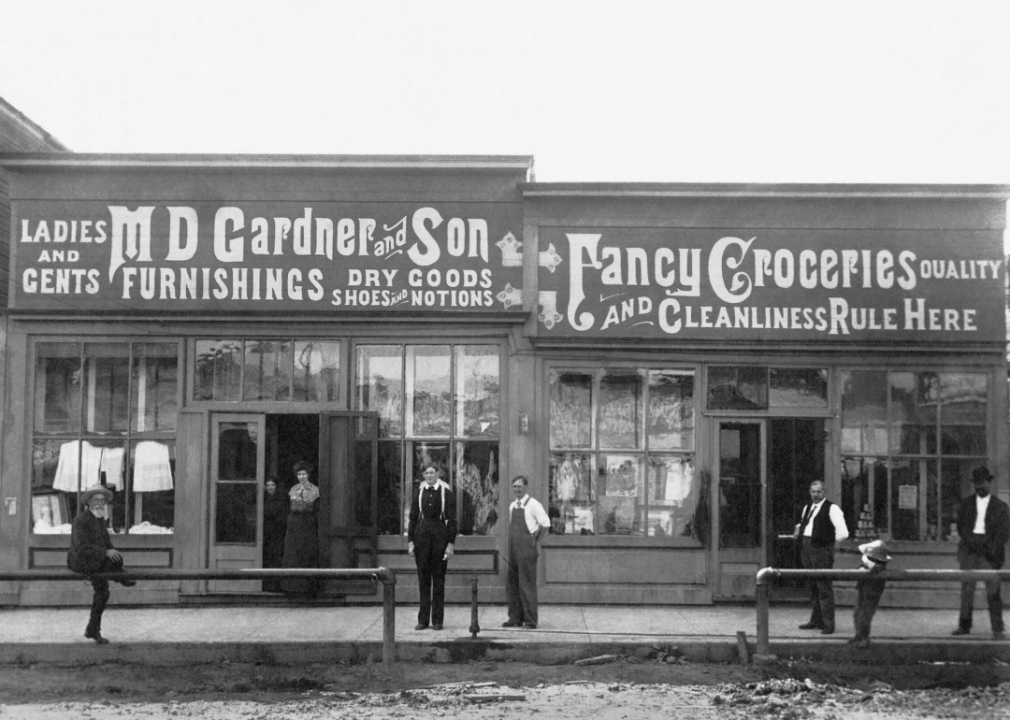 LADIES AND GENTS
M D Gardner and Son
FURNISHINGS DRY GOODS
SHOES AND NOTIONS
Fancy Groceries QUALITY
AND CLEANLINESS RULE HERE